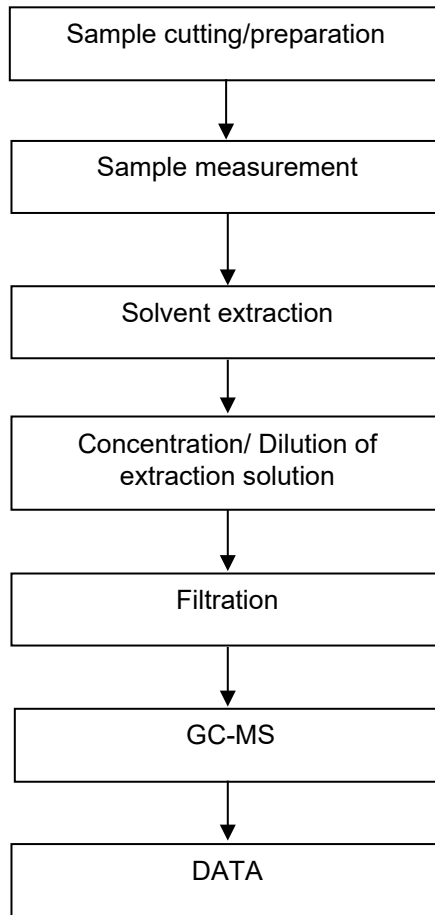 Sample cutting/preparation
Sample measurement
Solvent extraction
Concentration/ Dilution of
extraction solution
Filtration
GC-MS
DATA